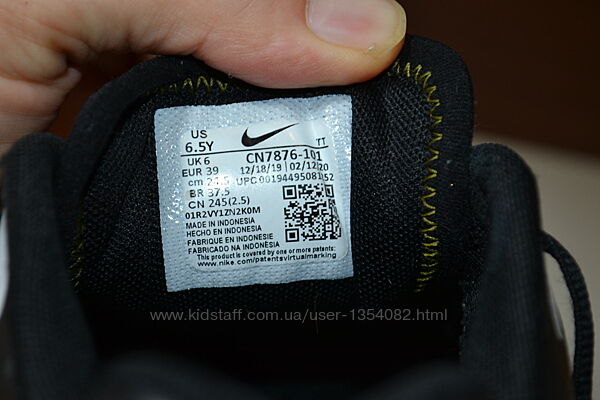 US
6.5Y
UK 6
EUR 39
cm 24.5
BR 37.5
CN 245(2.5)
01R2VY1ZN2K0M
TT
CN7876-101
12/18/19 02/12/20
UPC 00194495081152
MADE IN INDONESIA
HECHO EN INDONESIA
FABRIQUE EN INDONESIE
FABRICADO NA INDONESIA
This product is covered by one or more patents:
www.nike.com/patentsvirtualmarking
www.kidstaff.com.ua/user-1354082.html